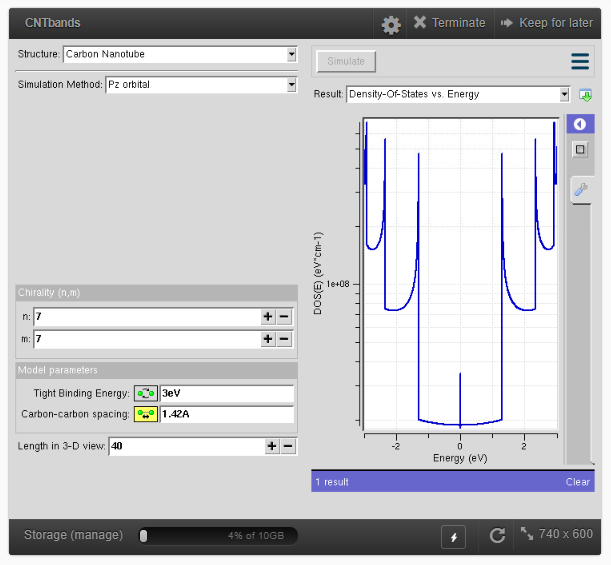 CNTbands
Terminate
Keep for later
Structure: Carbon Nanotube
Simulation Method: Pz orbital
Simulate
Result: Density-Of-States vs. Energy
DOS(E) (eV^cm-1)
1e+08
-2 0 2
Energy (eV)
Chirality (n,m)
n: 7
m: 7
Model parameters
Tight Binding Energy: 3eV
Carbon-carbon spacing: 1.42A
Length in 3-D view: 40
1 result
Clear
Storage (manage)
4% of 10GB
740 x 600